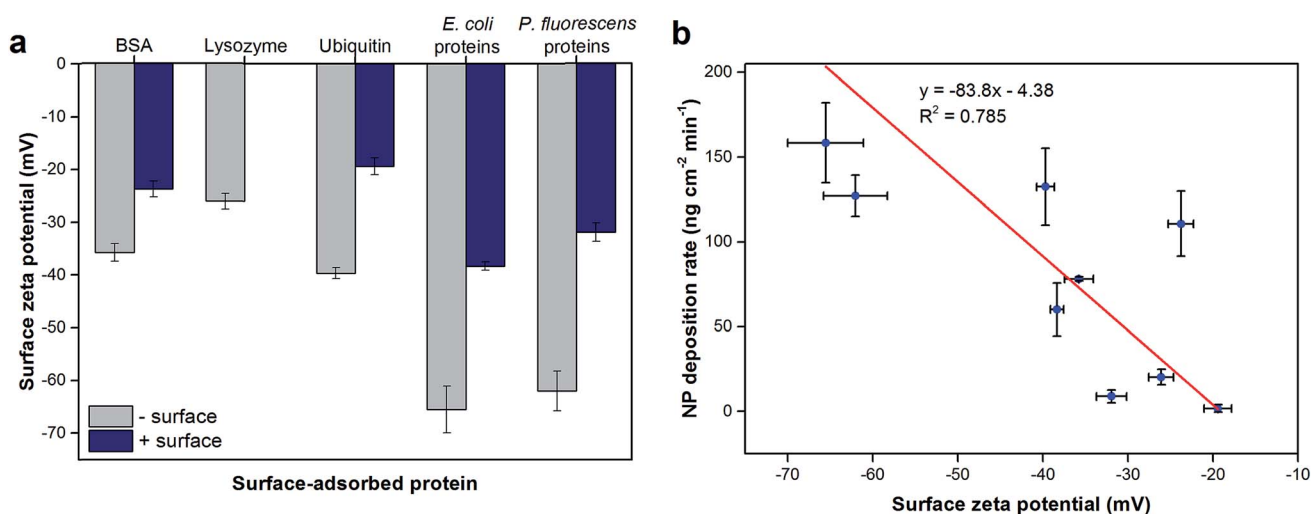 a
BSA
Lysozyme
Ubiquitin
E. coli
proteins
P. fluorescens
proteins
0
-10
-20
-30
-40
-50
-60
-70
Surface zeta potential (mV)
- surface
+ surface
Surface-adsorbed protein
b
y = -83.8x - 4.38
R² = 0.785
200
150
100
50
0
NP deposition rate (ng cm⁻² min⁻¹)
-70 -60 -50 -40 -30 -20 -10
Surface zeta potential (mV)